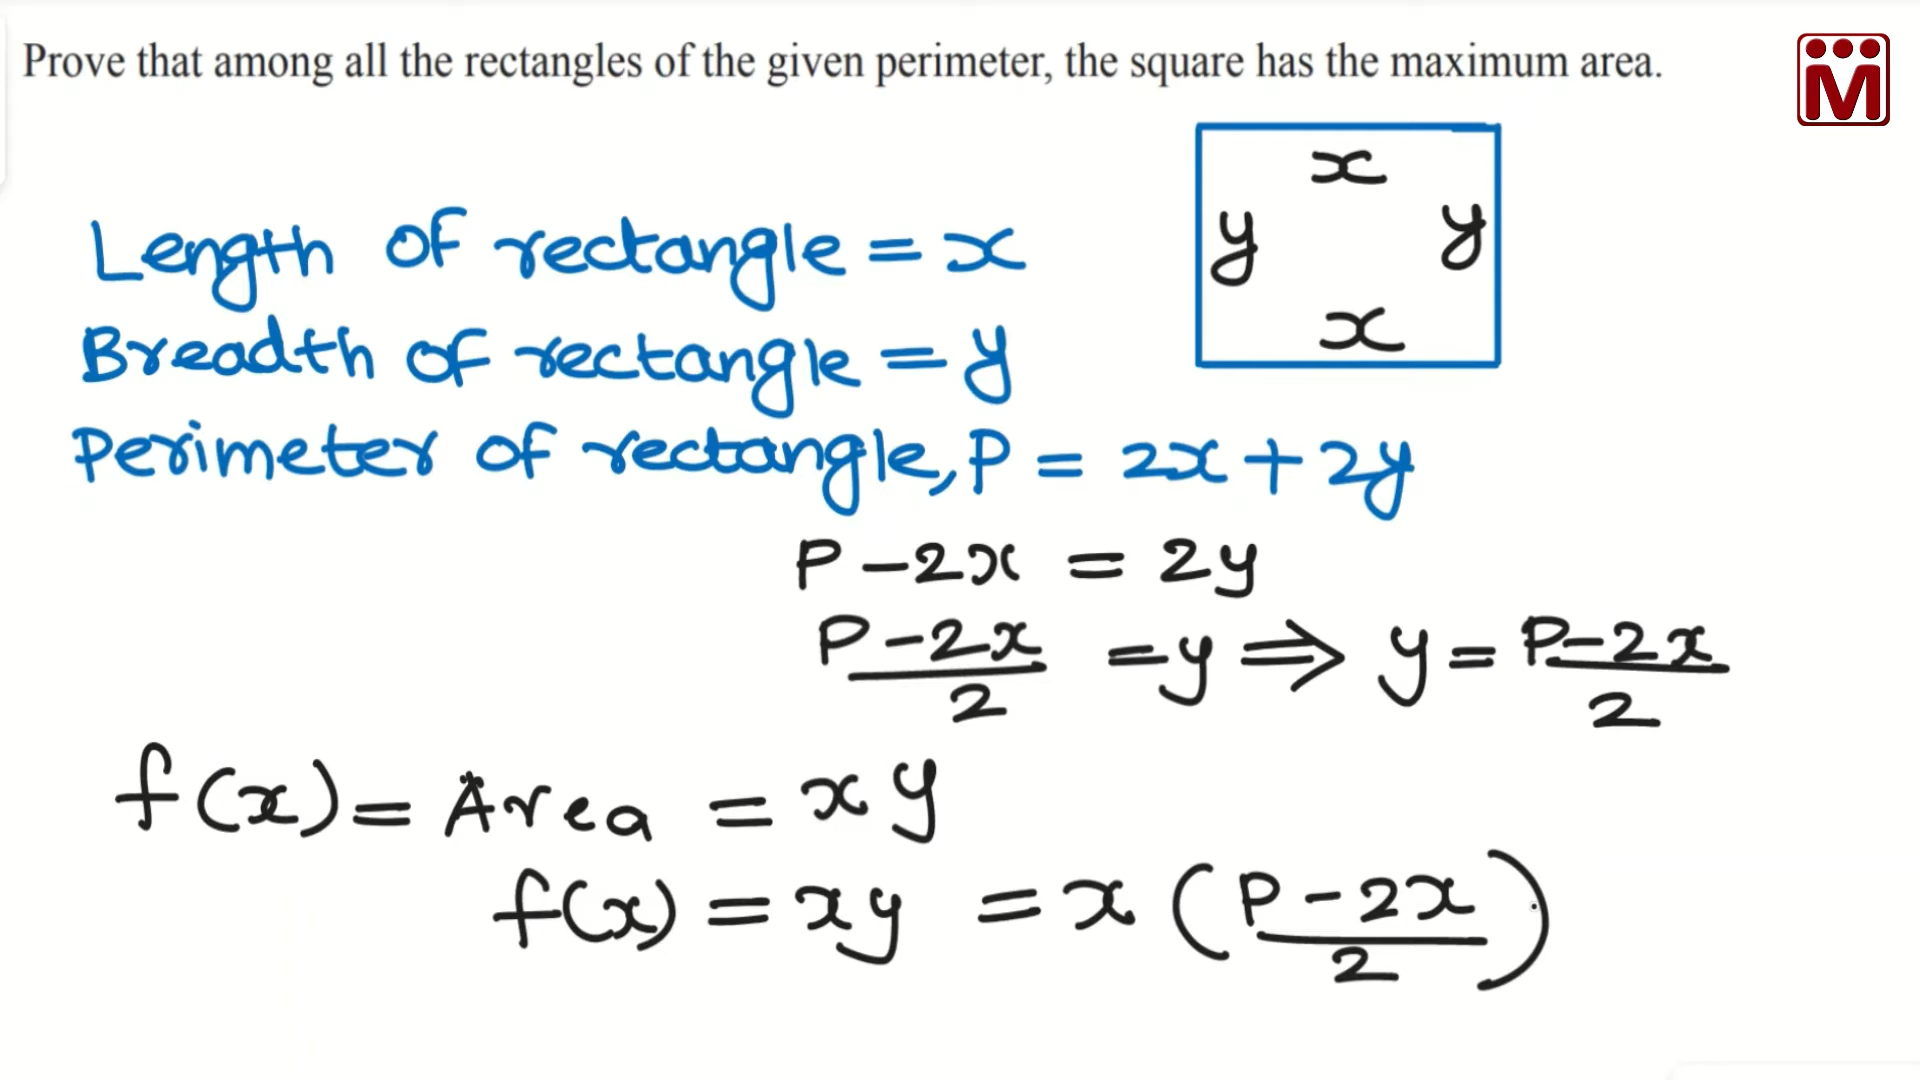 Prove that among all the rectangles of the given perimeter, the square has the maximum area.
M
x
y y
x
Length of rectangle = x
Breadth of rectangle = y
Perimeter of rectangle, P = 2x + 2y
P - 2x = 2y
P - 2x / 2 = y ⇒ y = P - 2x / 2
f(x) = Area = xy
f(x) = xy = x ( P - 2x / 2 )